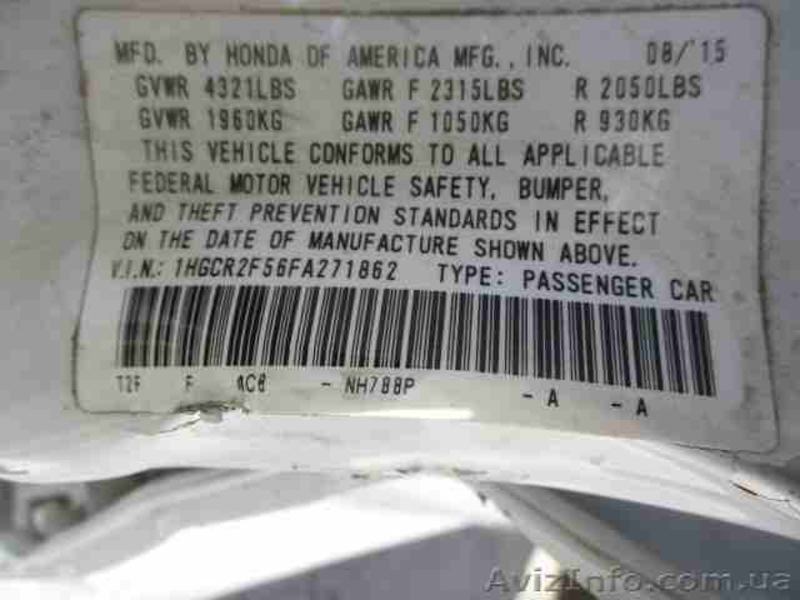 MFD. BY HONDA OF AMERICA MFG., INC. 08/'15
GVWR 4321LBS GAWR F 2315LBS R 2050LBS
GVWR 1960KG GAWR F 1050KG R 930KG
THIS VEHICLE CONFORMS TO ALL APPLICABLE
FEDERAL MOTOR VEHICLE SAFETY, BUMPER,
AND THEFT PREVENTION STANDARDS IN EFFECT
ON THE DATE OF MANUFACTURE SHOWN ABOVE.
V.I.N.: 1HGCR2F56FA271862 TYPE: PASSENGER CAR
T2F F - NH788P - A - A
AvizInfo.com.ua